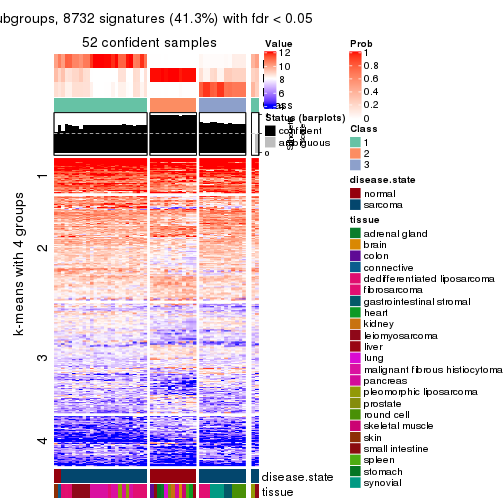 ubgroups, 8732 signatures (41.3%) with fdr < 0.05
52 confident samples
k-means with 4 groups
1
2
3
4
disease.state
tissue
Value
12
10
8
6
Status (barplots)
confident
ambiguous
0
Prob
1
0.8
0.6
0.4
0.2
0
Class
1
2
3
disease.state
normal
sarcoma
tissue
adrenal gland
brain
colon
connective
dedifferentiated liposarcoma
fibrosarcoma
gastrointestinal stromal
heart
kidney
leiomyosarcoma
liver
lung
malignant fibrous histiocytoma
pancreas
pleomorphic liposarcoma
prostate
round cell
skeletal muscle
skin
small intestine
spleen
stomach
synovial